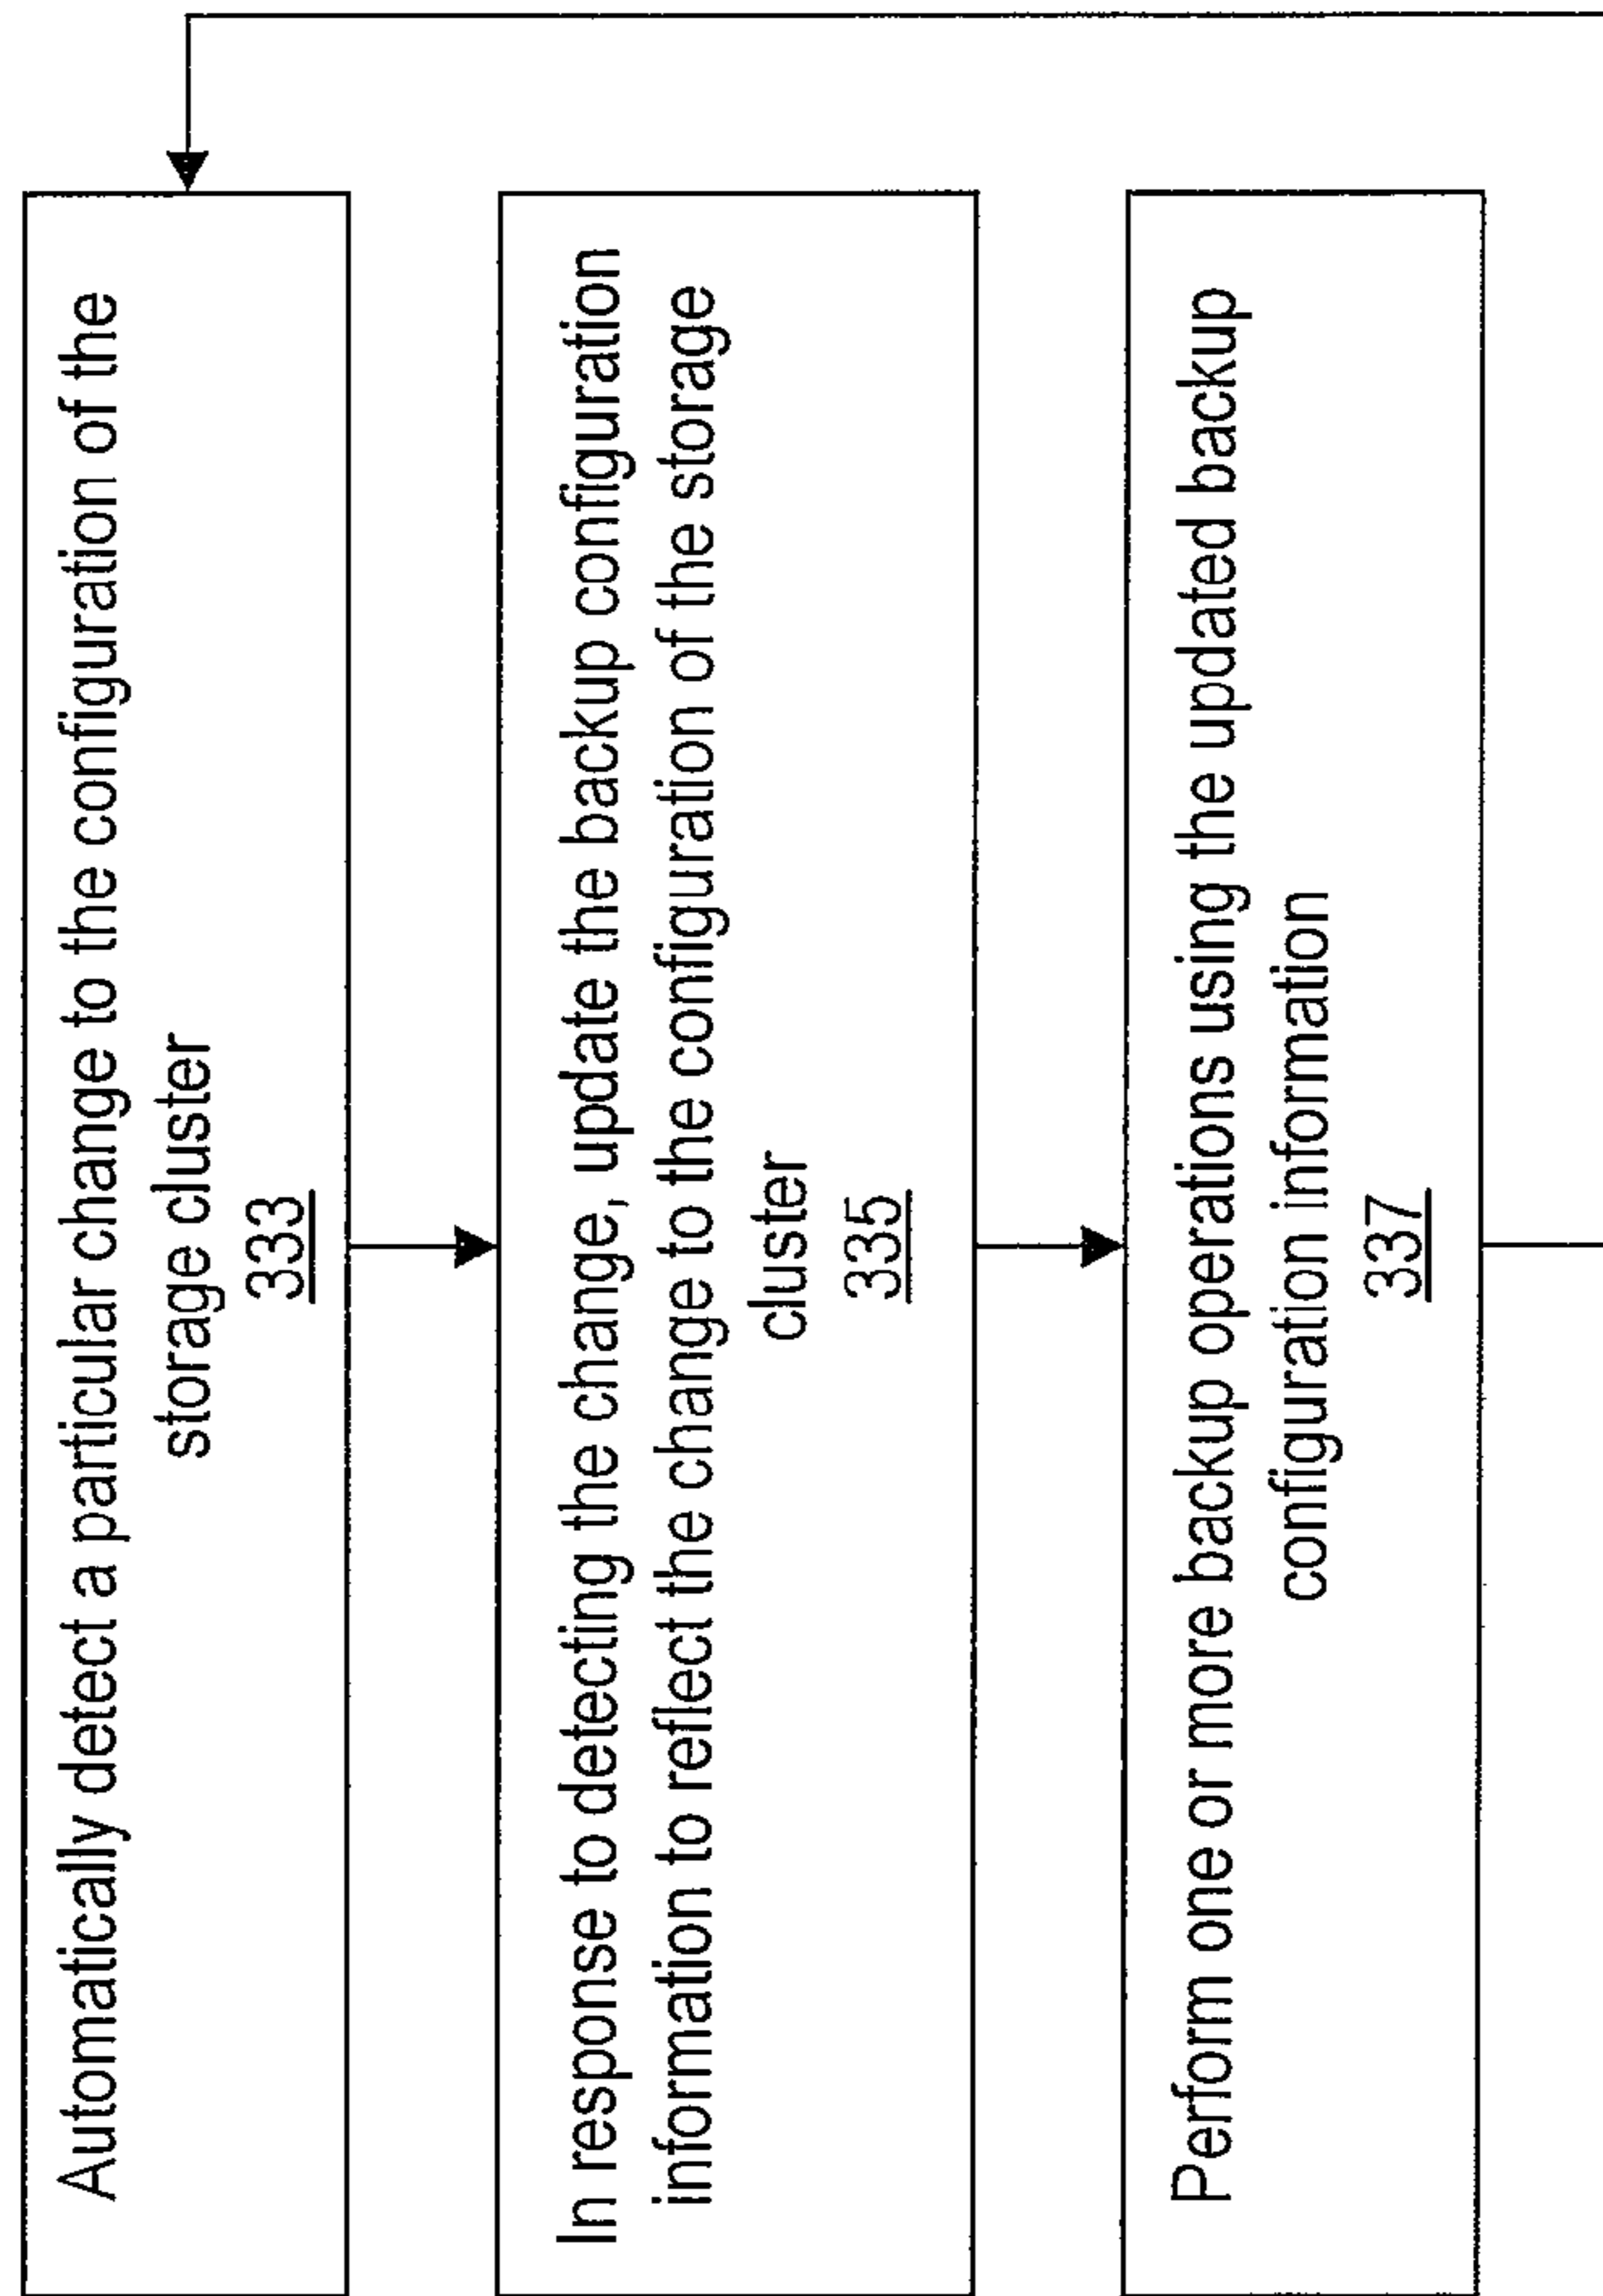 Automatically detect a particular change to the configuration of the
storage cluster
333
In response to detecting the change, update the backup configuration
information to reflect the change to the configuration of the storage
cluster
335
Perform one or more backup operations using the updated backup
configuration information
337